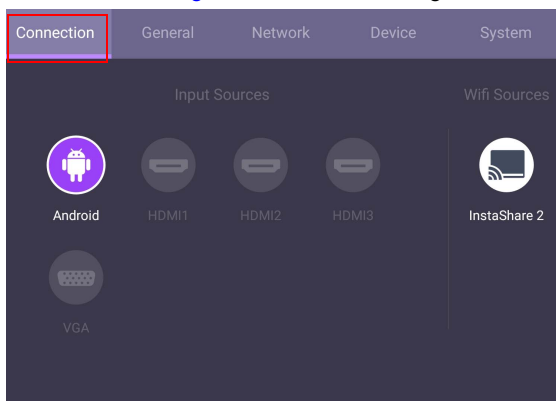 Connection General Network Device System
Input Sources Wifi Sources
Android HDMI1 HDMI2 HDMI3 InstaShare 2
VGA